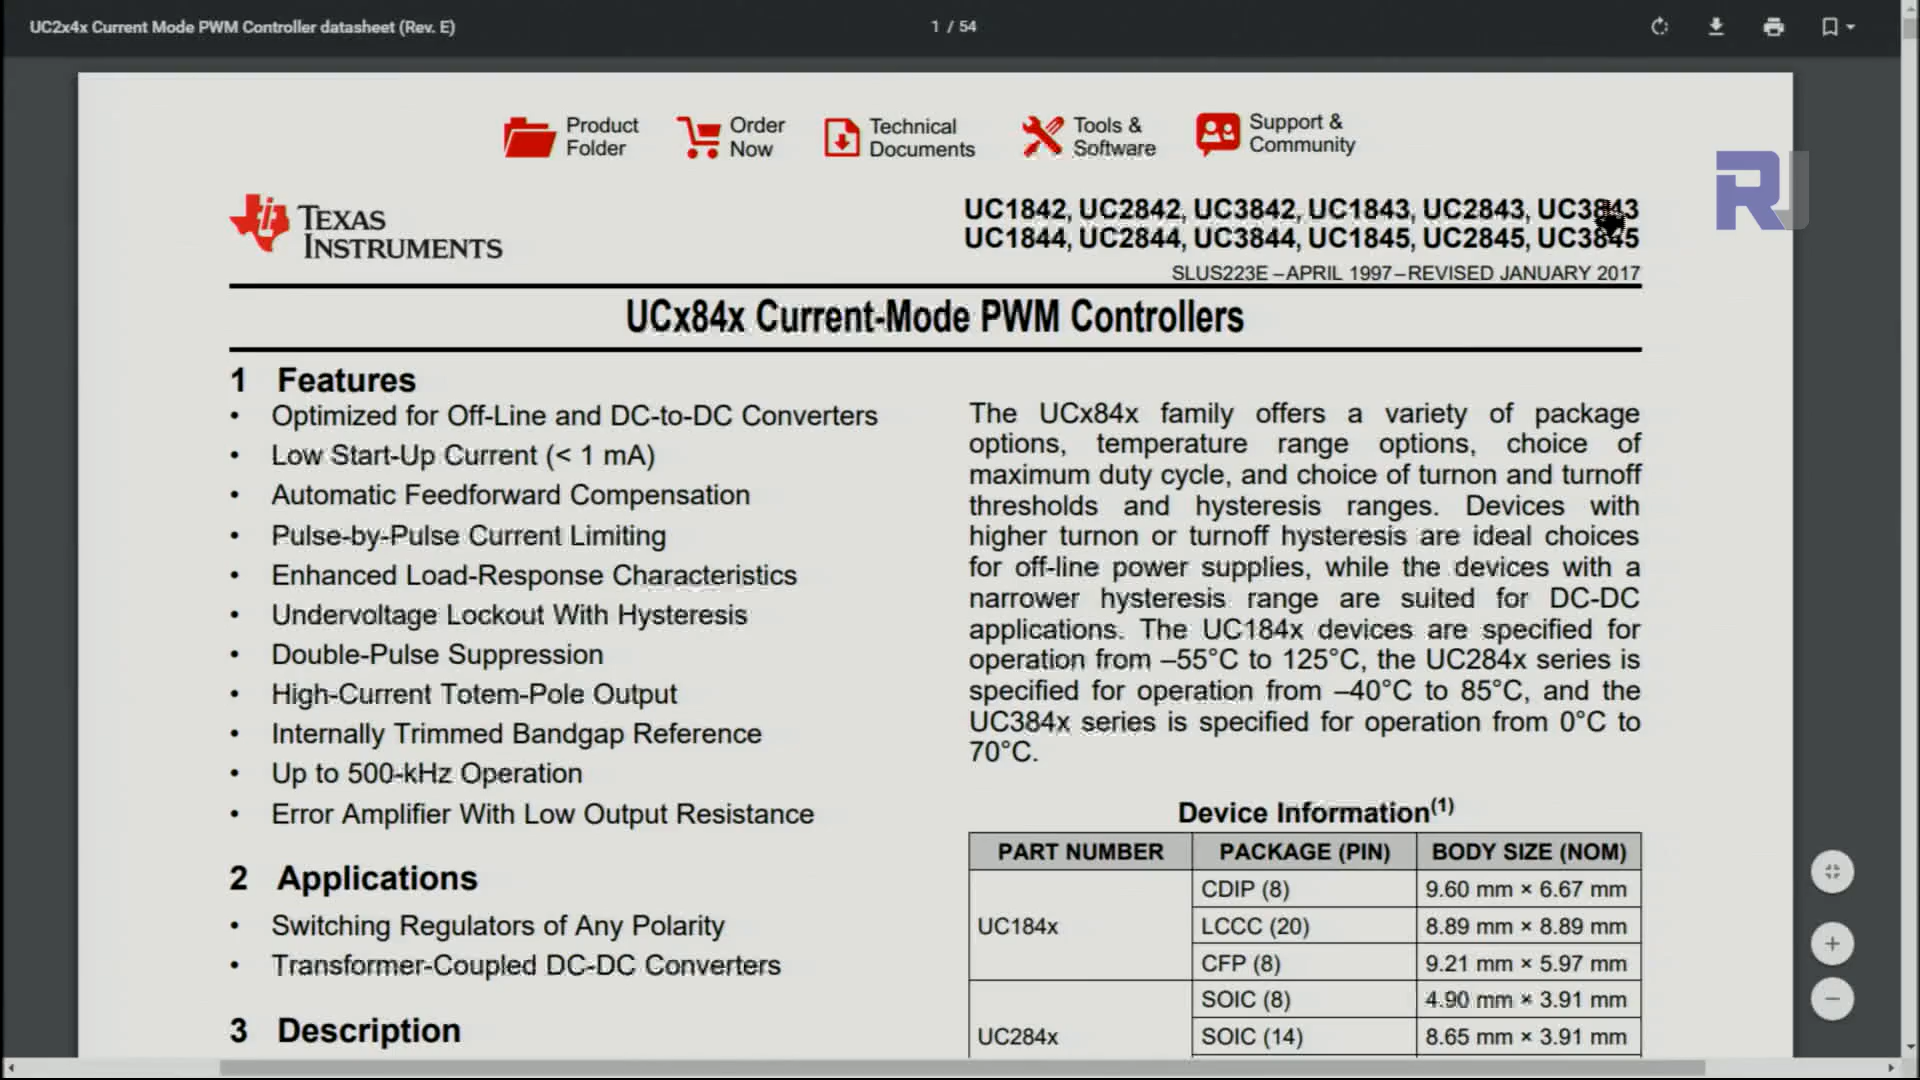 UC2x4x Current Mode PWM Controller datasheet (Rev. E)
1 / 54
Product
Folder
Order
Now
Technical
Documents
Tools &
Software
Support &
Community
TEXAS
INSTRUMENTS
UC1842, UC2842, UC3842, UC1843, UC2843, UC3843
UC1844, UC2844, UC3844, UC1845, UC2845, UC3845
SLUS223E – APRIL 1997 – REVISED JANUARY 2017
RJ
UCx84x Current-Mode PWM Controllers
1 Features
• Optimized for Off-Line and DC-to-DC Converters
• Low Start-Up Current (< 1 mA)
• Automatic Feedforward Compensation
• Pulse-by-Pulse Current Limiting
• Enhanced Load-Response Characteristics
• Undervoltage Lockout With Hysteresis
• Double-Pulse Suppression
• High-Current Totem-Pole Output
• Internally Trimmed Bandgap Reference
• Up to 500-kHz Operation
• Error Amplifier With Low Output Resistance
2 Applications
• Switching Regulators of Any Polarity
• Transformer-Coupled DC-DC Converters
3 Description
The UCx84x family offers a variety of package
options, temperature range options, choice of
maximum duty cycle, and choice of turnon and turnoff
thresholds and hysteresis ranges. Devices with
higher turnon or turnoff hysteresis are ideal choices
for off-line power supplies, while the devices with a
narrower hysteresis range are suited for DC-DC
applications. The UC184x devices are specified for
operation from –55°C to 125°C, the UC284x series is
specified for operation from –40°C to 85°C, and the
UC384x series is specified for operation from 0°C to
70°C.
Device Information(1)
PART NUMBER PACKAGE (PIN) BODY SIZE (NOM)
CDIP (8) 9.60 mm × 6.67 mm
UC184x LCCC (20) 8.89 mm × 8.89 mm
CFP (8) 9.21 mm × 5.97 mm
SOIC (8) 4.90 mm × 3.91 mm
UC284x SOIC (14) 8.65 mm × 3.91 mm